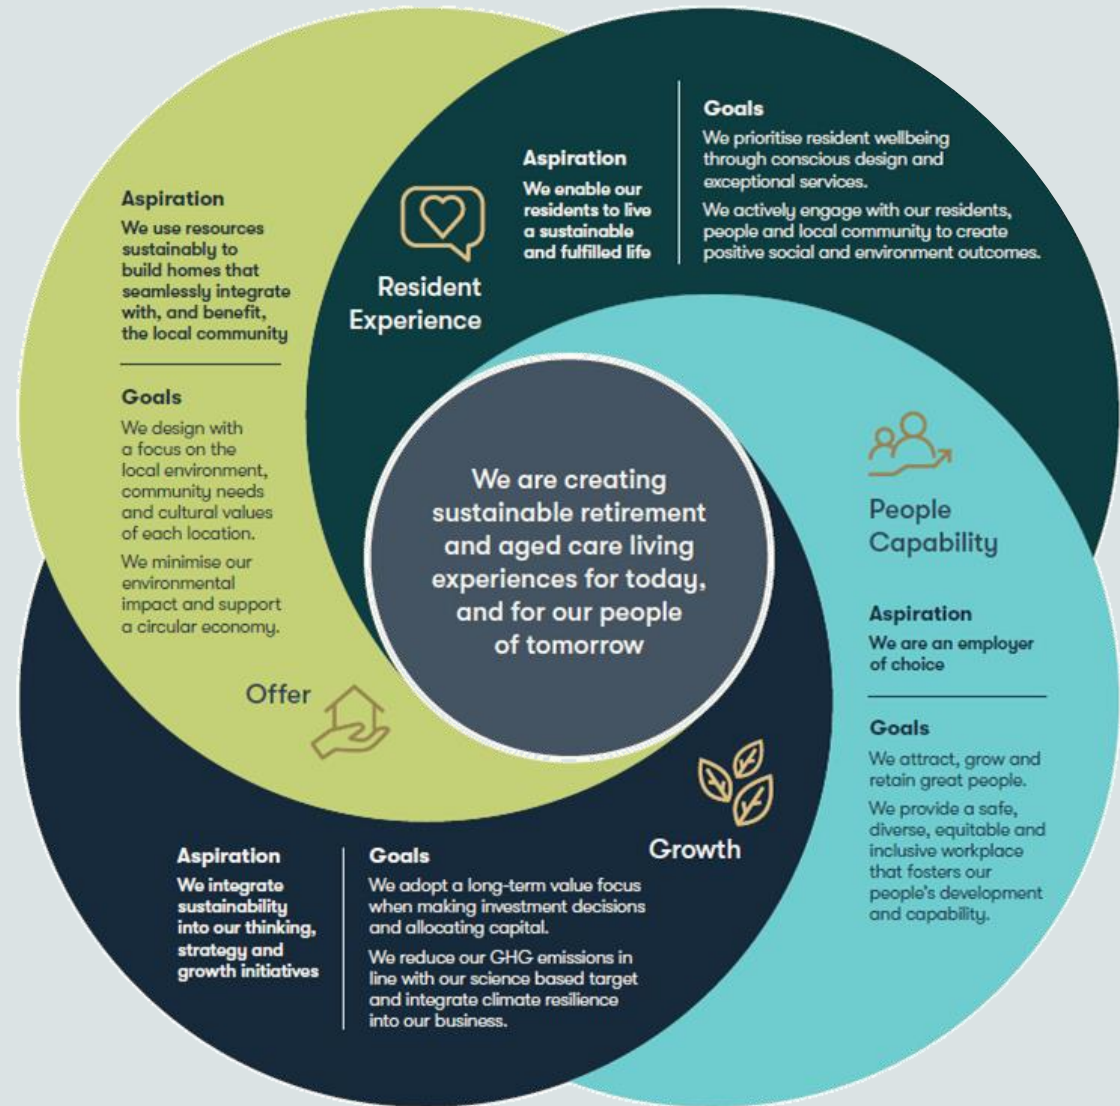 Resident
Experience
Aspiration
We enable our
residents to live
a sustainable
and fulfilled life
Goals
We prioritise resident wellbeing
through conscious design and
exceptional services.
We actively engage with our residents,
people and local community to create
positive social and environment outcomes.
Aspiration
We use resources
sustainably to
build homes that
seamlessly integrate
with, and benefit,
the local community
Goals
We design with
a focus on the
local environment,
community needs
and cultural values
of each location.
We minimise our
environmental
impact and support
a circular economy.
Offer
We are creating
sustainable retirement
and aged care living
experiences for today,
and for our people
of tomorrow
People
Capability
Aspiration
We are an employer
of choice
Goals
We attract, grow and
retain great people.
We provide a safe,
diverse, equitable and
inclusive workplace
that fosters our
people's development
and capability.
Growth
Aspiration
We integrate
sustainability
into our thinking,
strategy and
growth initiatives
Goals
We adopt a long-term value focus
when making investment decisions
and allocating capital.
We reduce our GHG emissions in
line with our science based target
and integrate climate resilience
into our business.